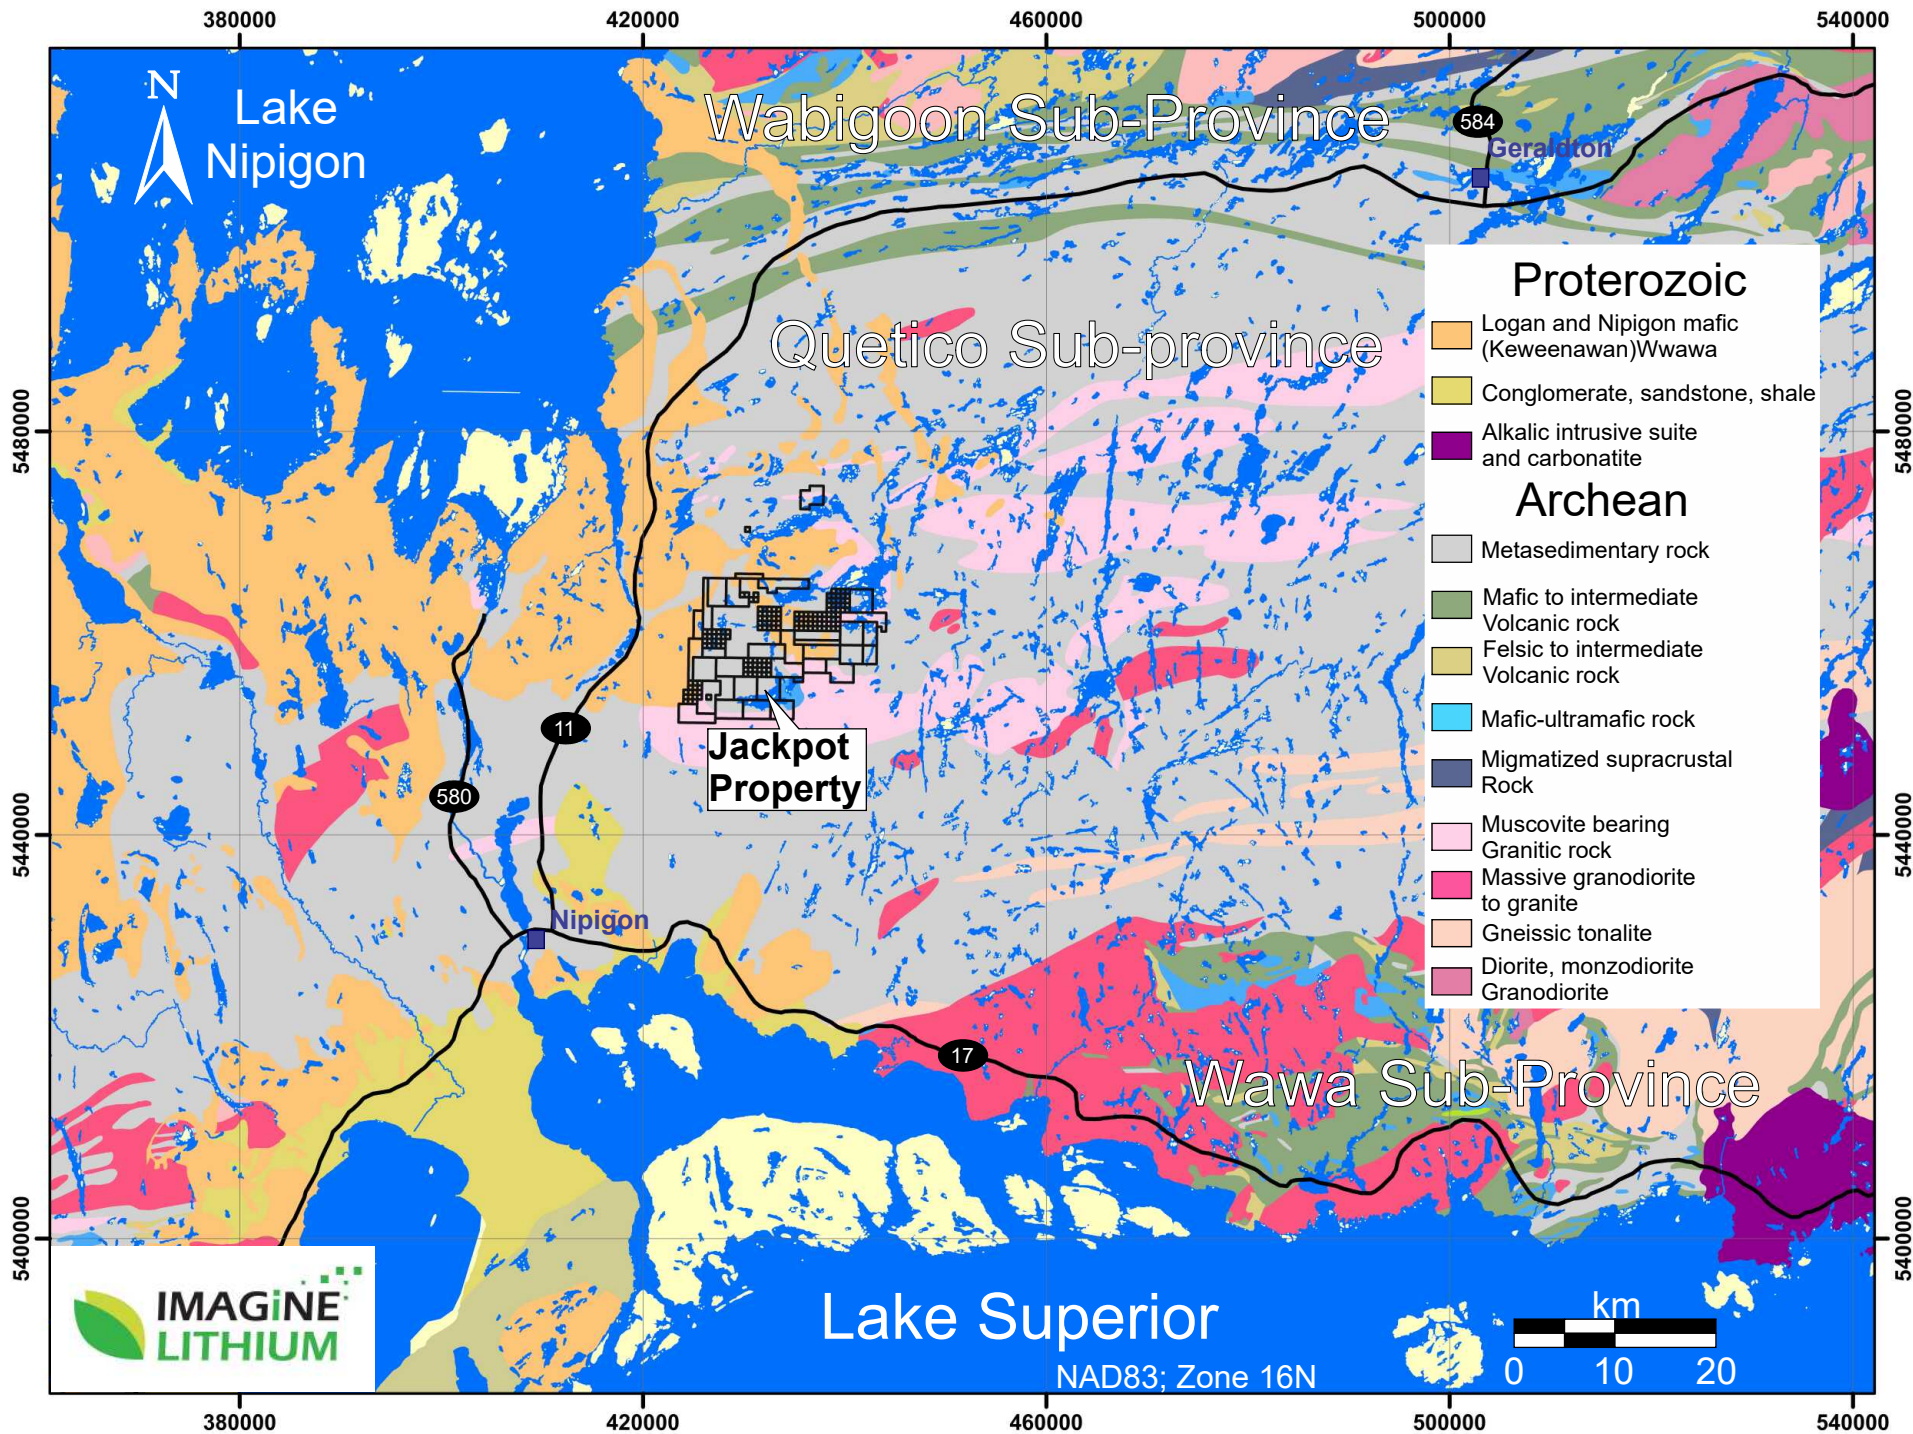 380000
420000
460000
500000
540000
N
Lake
Nipigon
Wabigoon Sub-Province
584
Geraldton
Quetico Sub-province
Proterozoic
Logan and Nipigon mafic
(Keweenawan)Wwawa
Conglomerate, sandstone, shale
Alkalic intrusive suite
and carbonatite
Archean
Metasedimentary rock
Mafic to intermediate
Volcanic rock
Felsic to intermediate
Volcanic rock
Mafic-ultramafic rock
Migmatized supracrustal
Rock
Muscovite bearing
Granitic rock
Massive granodiorite
to granite
Gneissic tonalite
Diorite, monzodiorite
Granodiorite
5480000
5480000
11
Jackpot
Property
580
5440000
5440000
Nipigon
17
Wawa Sub-Province
5400000
5400000
IMAGiNE
LITHIUM
Lake Superior
NAD83; Zone 16N
km
0 10 20
380000
420000
460000
500000
540000